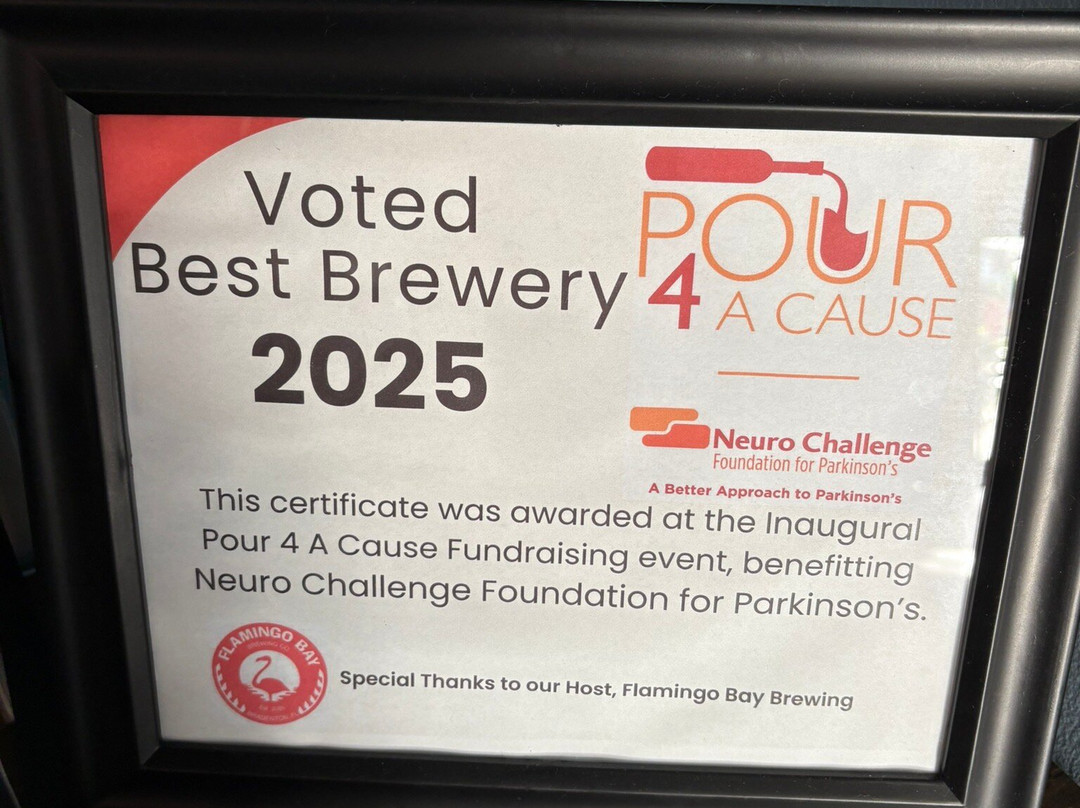 Voted
Best Brewery
2025
POUR
4 A CAUSE
Neuro Challenge
Foundation for Parkinson's
A Better Approach to Parkinson's
This certificate was awarded at the Inaugural
Pour 4 A Cause Fundraising event, benefitting
Neuro Challenge Foundation for Parkinson's.
FLAMINGO BAY
BREWING CO
Special Thanks to our Host, Flamingo Bay Brewing